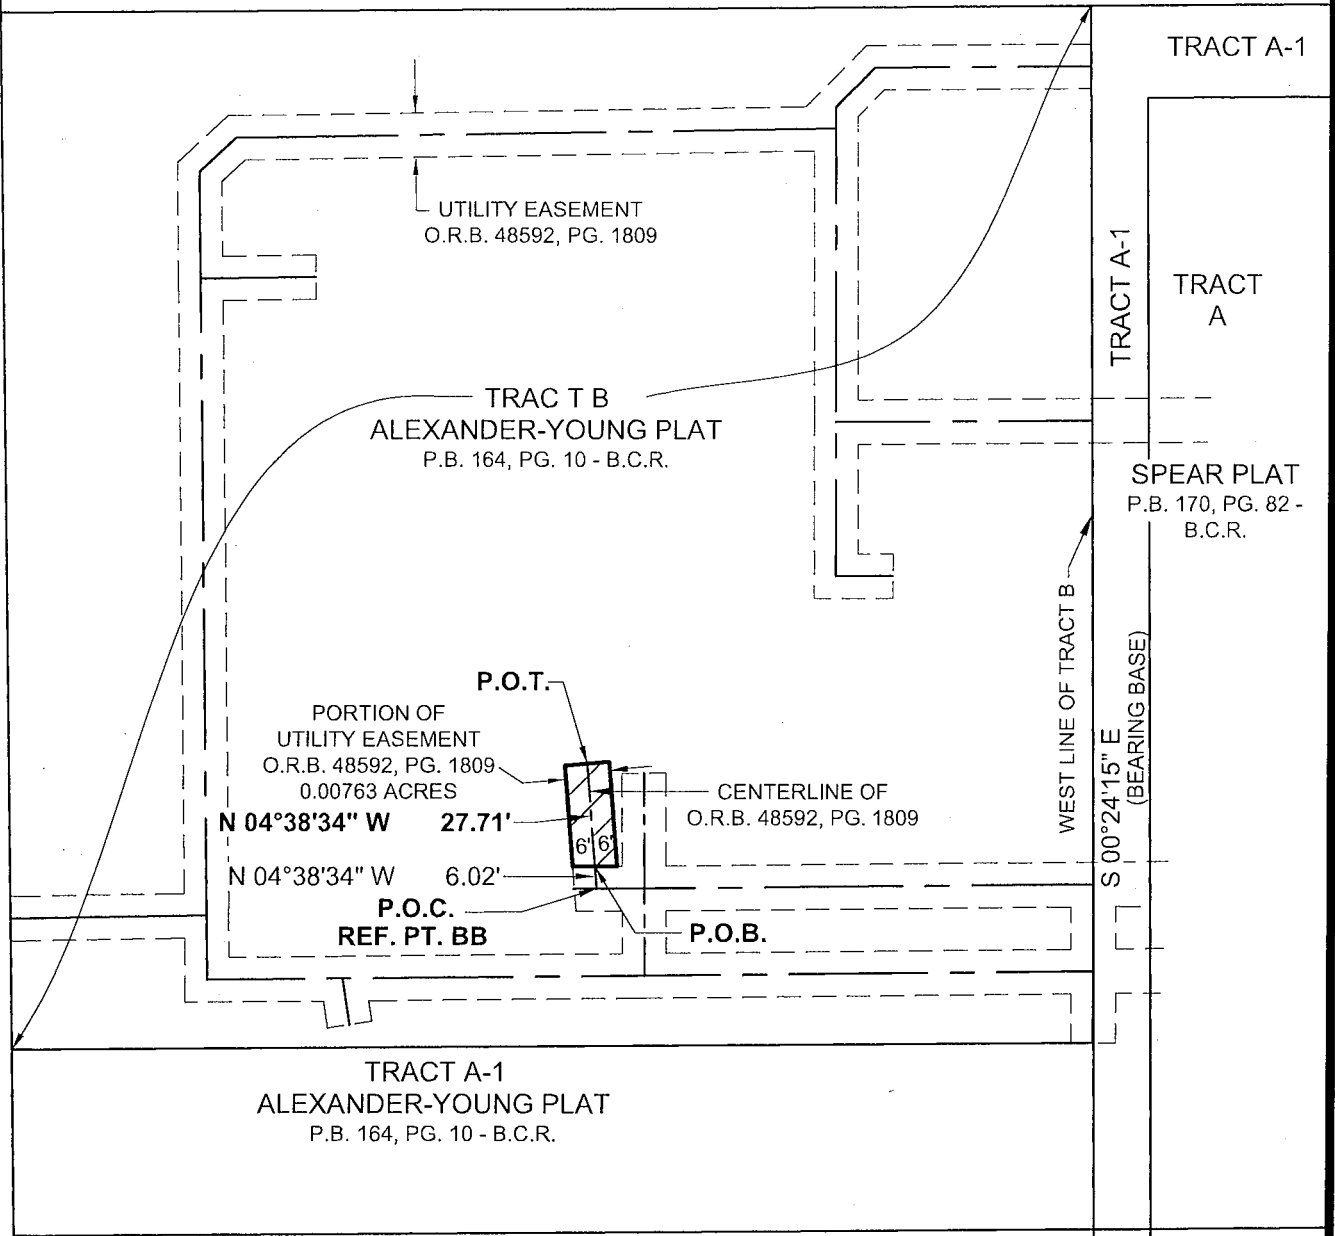 TRACT A-1
UTILITY EASEMENT
O.R.B. 48592, PG. 1809
TRACT A-1
TRACT
A
TRAC T B
ALEXANDER-YOUNG PLAT
P.B. 164, PG. 10 - B.C.R.
SPEAR PLAT
P.B. 170, PG. 82 -
B.C.R.
WEST LINE OF TRACT B
S 00°24'15" E
(BEARING BASE)
P.O.T.
PORTION OF
UTILITY EASEMENT
O.R.B. 48592, PG. 1809
0.00763 ACRES
CENTERLINE OF
O.R.B. 48592, PG. 1809
N 04°38'34" W 27.71'
6' 6'
N 04°38'34" W 6.02'
P.O.C.
REF. PT. BB
P.O.B.
TRACT A-1
ALEXANDER-YOUNG PLAT
P.B. 164, PG. 10 - B.C.R.